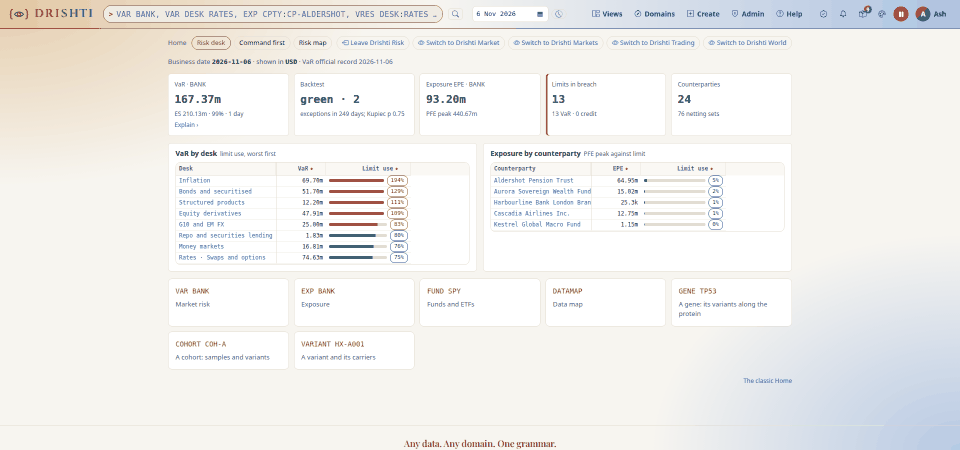 DRISHTI
> VAR BANK, VAR DESK RATES, EXP CPTY:CP-ALDERSHOT, VRES DESK:RATES …
6 Nov 2026
Views
Domains
Create
Admin
Help
A
Ash
Home
Risk desk
Command first
Risk map
Leave Drishti Risk
Switch to Drishti Market
Switch to Drishti Markets
Switch to Drishti Trading
Switch to Drishti World
Business date 2026-11-06 · shown in USD · VaR official record 2026-11-06
VaR · BANK
167.37m
ES 210.13m · 99% · 1 day
Explain ›
Backtest
green · 2
exceptions in 249 days; Kupiec p 0.75
Exposure EPE · BANK
93.20m
PFE peak 440.67m
Limits in breach
13
13 VaR · 0 credit
Counterparties
24
76 netting sets
VaR by desk limit use, worst first
Desk VaR Limit use
Inflation 69.76m 194%
Bonds and securitised 51.76m 129%
Structured products 12.20m 111%
Equity derivatives 47.91m 109%
G10 and EM FX 25.00m 83%
Repo and securities lending 1.83m 80%
Money markets 16.81m 76%
Rates · Swaps and options 74.63m 75%
Exposure by counterparty PFE peak against limit
Counterparty EPE Limit use
Aldershot Pension Trust 64.95m 5%
Aurora Sovereign Wealth Fund 15.82m 2%
Harbourline Bank London Bran 25.3k 1%
Cascadia Airlines Inc. 12.75m 1%
Kestrel Global Macro Fund 1.15m 0%
VAR BANK
Market risk
EXP BANK
Exposure
FUND SPY
Funds and ETFs
DATAMAP
Data map
GENE TP53
A gene: its variants along the
protein
COHORT COH-A
A cohort: samples and variants
VARIANT HX-A001
A variant and its carriers
The classic Home
Any data. Any domain. One grammar.